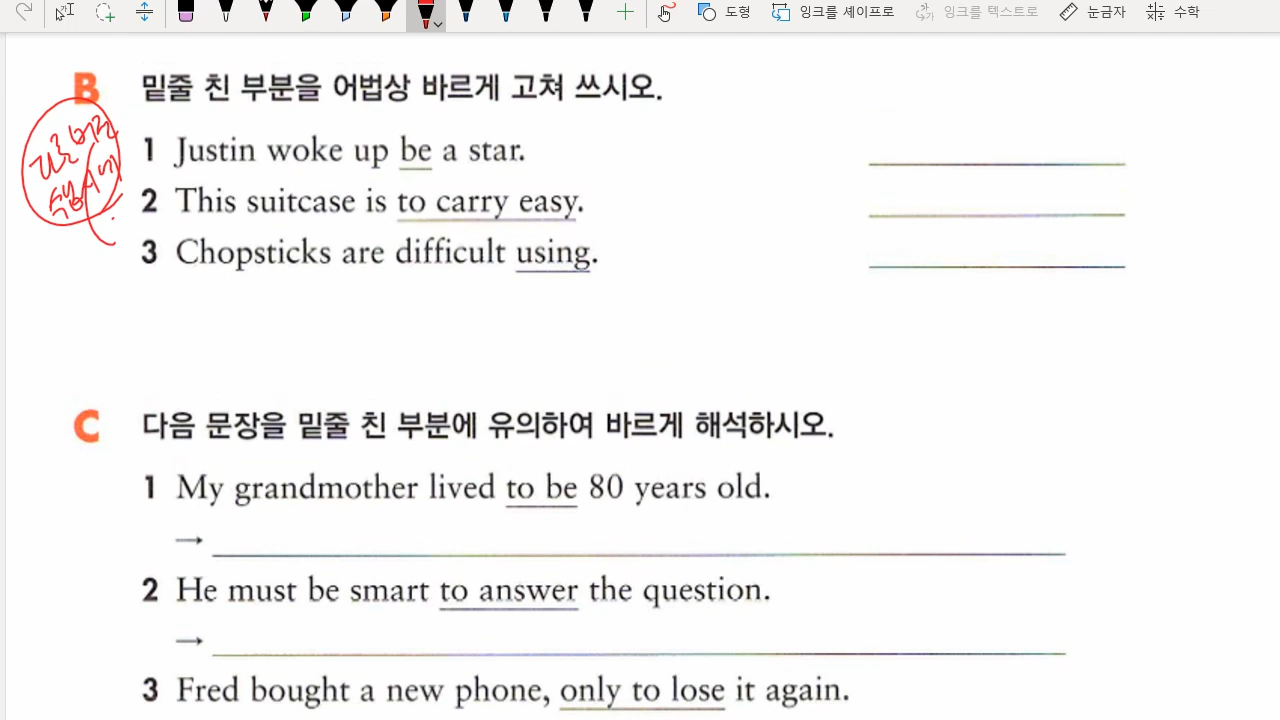 도형 잉크를 셰이프로 잉크를 텍스트로 눈금자 수학
B 밑줄 친 부분을 어법상 바르게 고쳐 쓰시오.
1 Justin woke up be a star.
2 This suitcase is to carry easy.
3 Chopsticks are difficult using.
C 다음 문장을 밑줄 친 부분에 유의하여 바르게 해석하시오.
1 My grandmother lived to be 80 years old.
→
2 He must be smart to answer the question.
→
3 Fred bought a new phone, only to lose it again.